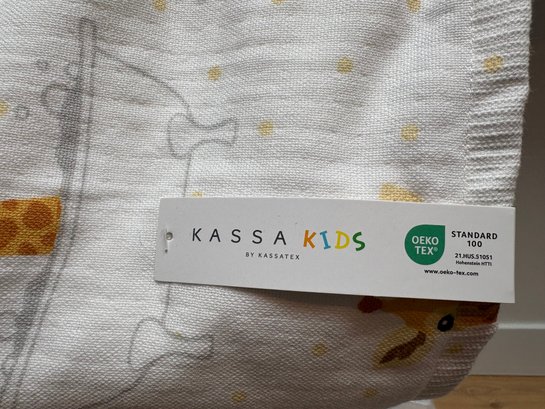 KASSA KIDS
BY KASSATEX
OEKO
TEX®
STANDARD
100
21.HUS.51051
Hohenstein HTTI
www.oeko-tex.com